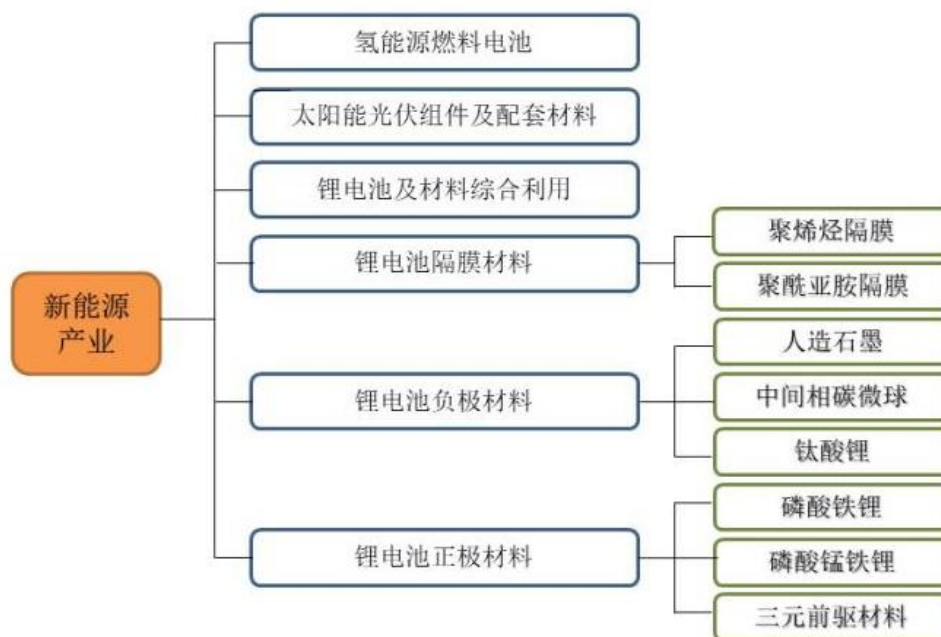 新能源
产业
氢能源燃料电池
太阳能光伏组件及配套材料
锂电池及材料综合利用
锂电池隔膜材料
聚烯烃隔膜
聚酰亚胺隔膜
锂电池负极材料
人造石墨
中间相碳微球
钛酸锂
锂电池正极材料
磷酸铁锂
磷酸锰铁锂
三元前驱材料